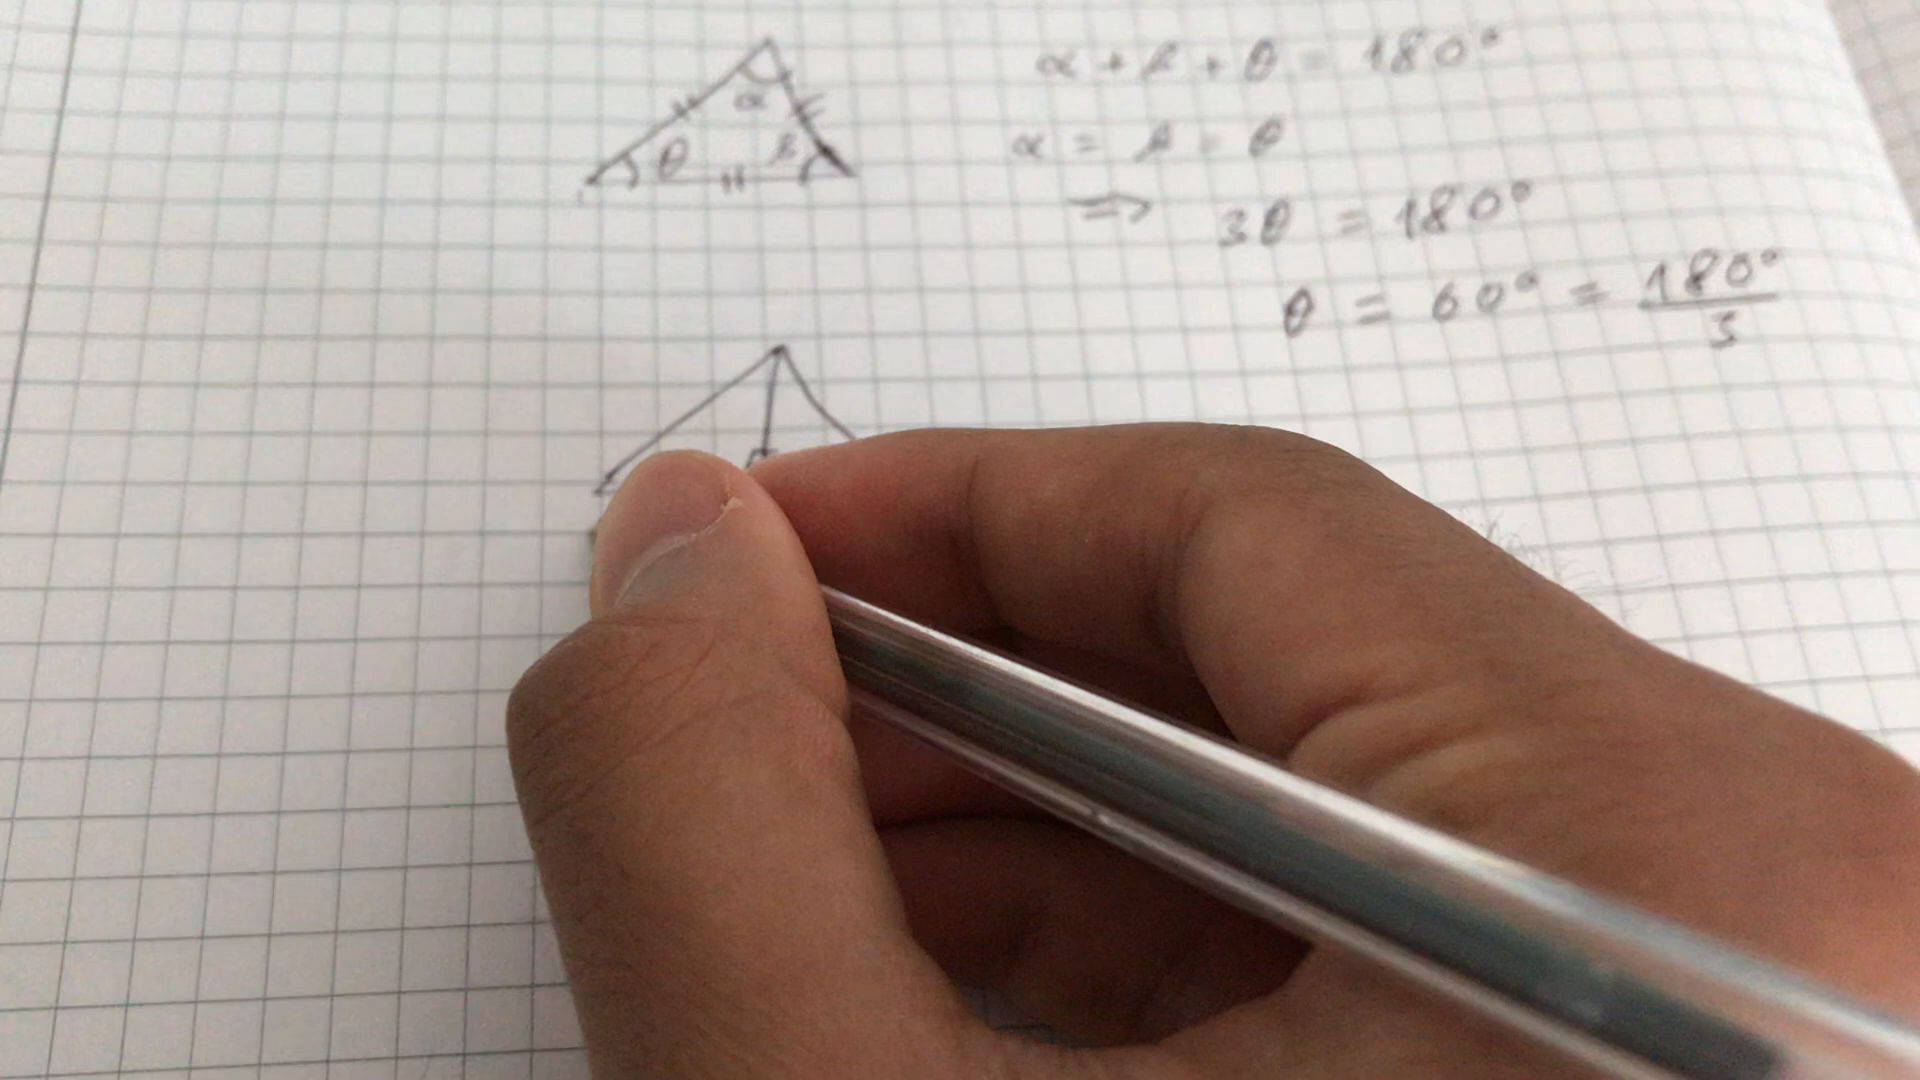 α + β + θ = 180°
α = β = θ
⇒ 3θ = 180°
θ = 60° = 180°/3
α
θ β